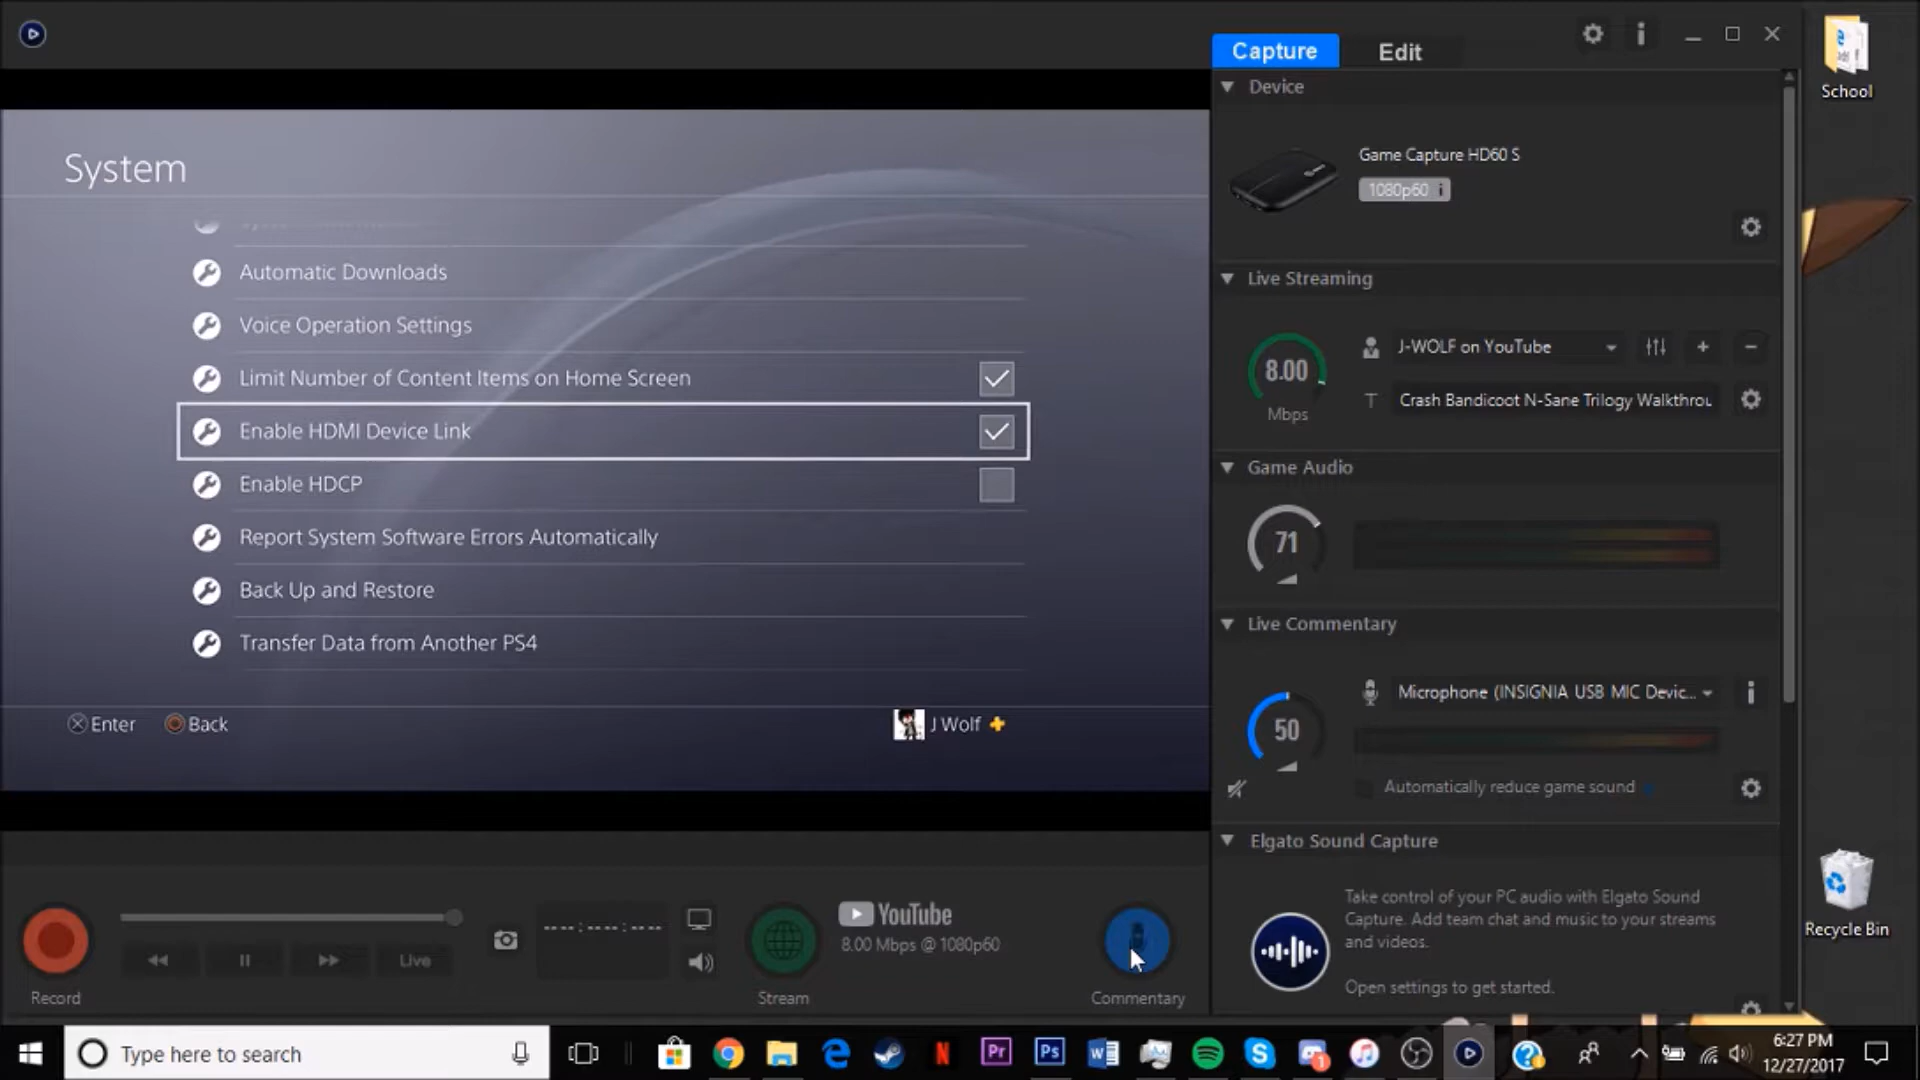 Capture
Edit
School
Device
Game Capture HD60 S
1080p60 i
System
Automatic Downloads
Voice Operation Settings
Limit Number of Content Items on Home Screen
Enable HDMI Device Link
Enable HDCP
Report System Software Errors Automatically
Back Up and Restore
Transfer Data from Another PS4
Enter
Back
J Wolf
Live Streaming
8.00
Mbps
J-WOLF on YouTube
T
Crash Bandicoot N-Sane Trilogy Walkthrou
Game Audio
71
Live Commentary
50
Microphone (INSIGNIA USB MIC Devic...
Automatically reduce game sound
Elgato Sound Capture
Take control of your PC audio with Elgato Sound
Capture. Add team chat and music to your streams
and videos.
Open settings to get started.
Recycle Bin
Record
Live
--:--:--
Stream
YouTube
8.00 Mbps @ 1080p60
Commentary
Type here to search
N
Pr
Ps
W
S
1
?
6:27 PM
12/27/2017